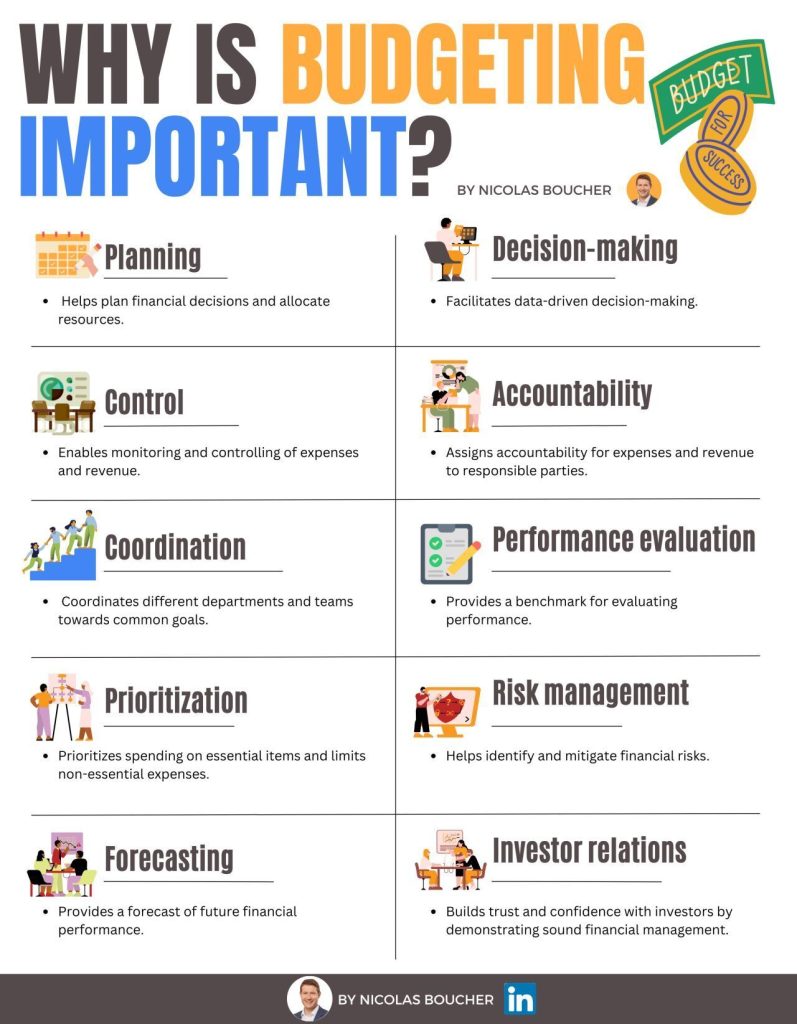 WHY IS BUDGETING
IMPORTANT?
BY NICOLAS BOUCHER
BUDGET
FOR
SUCCESS
Planning
• Helps plan financial decisions and allocate
resources.
Decision-making
• Facilitates data-driven decision-making.
Control
• Enables monitoring and controlling of expenses
and revenue.
Accountability
• Assigns accountability for expenses and revenue
to responsible parties.
Coordination
• Coordinates different departments and teams
towards common goals.
Performance evaluation
• Provides a benchmark for evaluating
performance.
Prioritization
• Prioritizes spending on essential items and limits
non-essential expenses.
Risk management
• Helps identify and mitigate financial risks.
Forecasting
• Provides a forecast of future financial
performance.
Investor relations
• Builds trust and confidence with investors by
demonstrating sound financial management.
BY NICOLAS BOUCHER
in